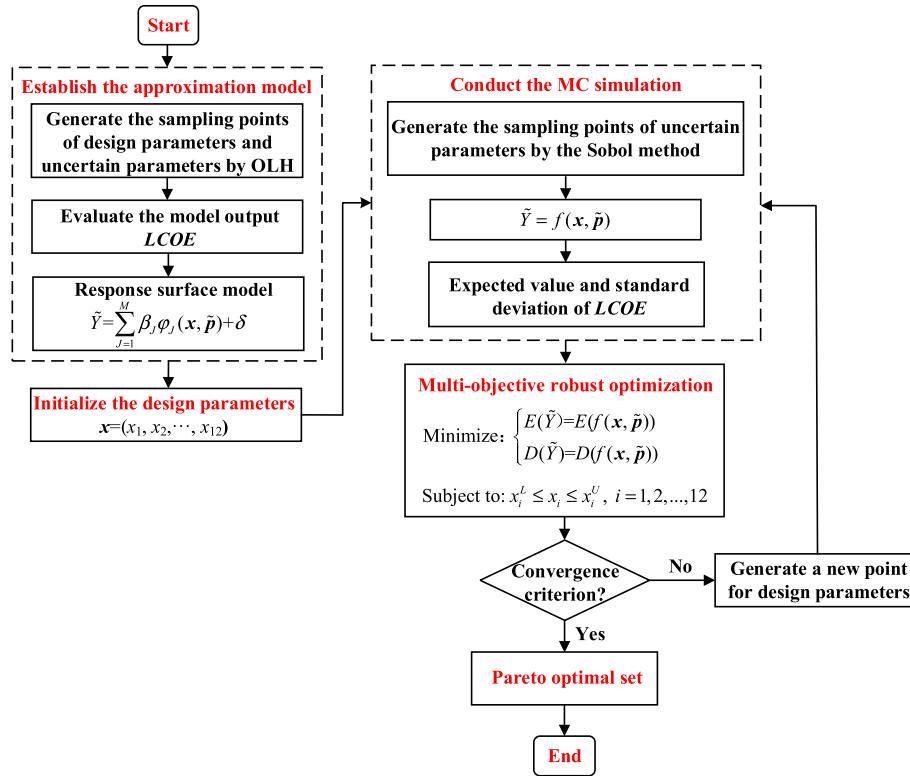 Start
Establish the approximation model
Generate the sampling points
of design parameters and
uncertain parameters by OLH
Evaluate the model output
LCOE
Response surface model
Ỹ=∑_{J=1}^{M} β_J φ_J (x, p̃)+δ
Initialize the design parameters
x=(x₁, x₂,⋯, x₁₂)
Conduct the MC simulation
Generate the sampling points of uncertain
parameters by the Sobol method
Ỹ = f(x, p̃)
Expected value and standard
deviation of LCOE
Multi-objective robust optimization
Minimize: { E(Ỹ)=E(f(x, p̃))
D(Ỹ)=D(f(x, p̃))
Subject to: x_i^L ≤ x_i ≤ x_i^U, i = 1, 2, ..., 12
Convergence
criterion?
No
Generate a new point
for design parameters
Yes
Pareto optimal set
End